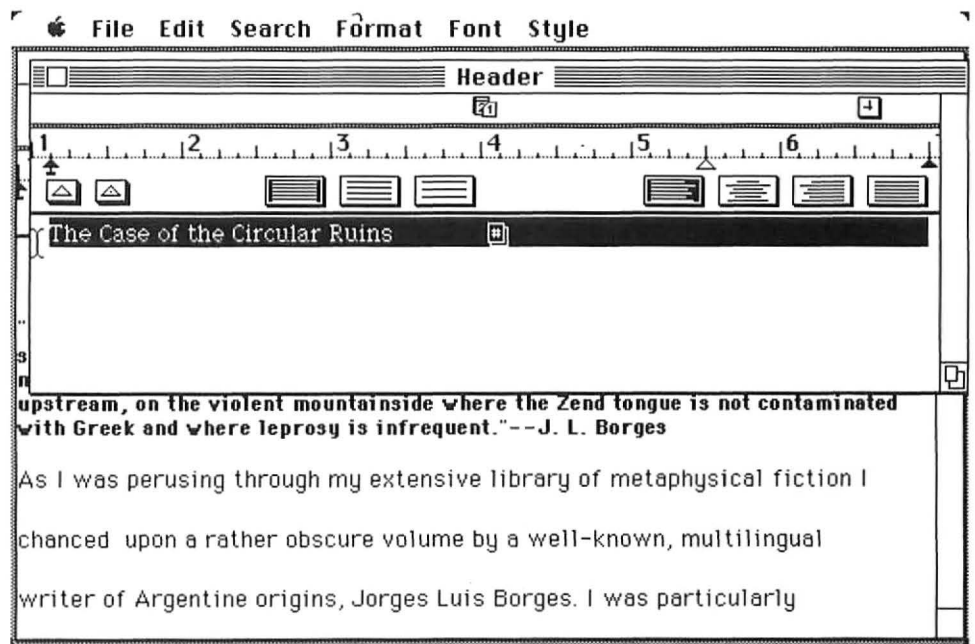 File Edit Search Format Font Style
Header
1 2 3 4 5 6
The Case of the Circular Ruins #
upstream, on the violent mountainside where the Zend tongue is not contaminated
with Greek and where leprosy is infrequent."--J. L. Borges
As I was perusing through my extensive library of metaphysical fiction I
chanced upon a rather obscure volume by a well-known, multilingual
writer of Argentine origins, Jorges Luis Borges. I was particularly